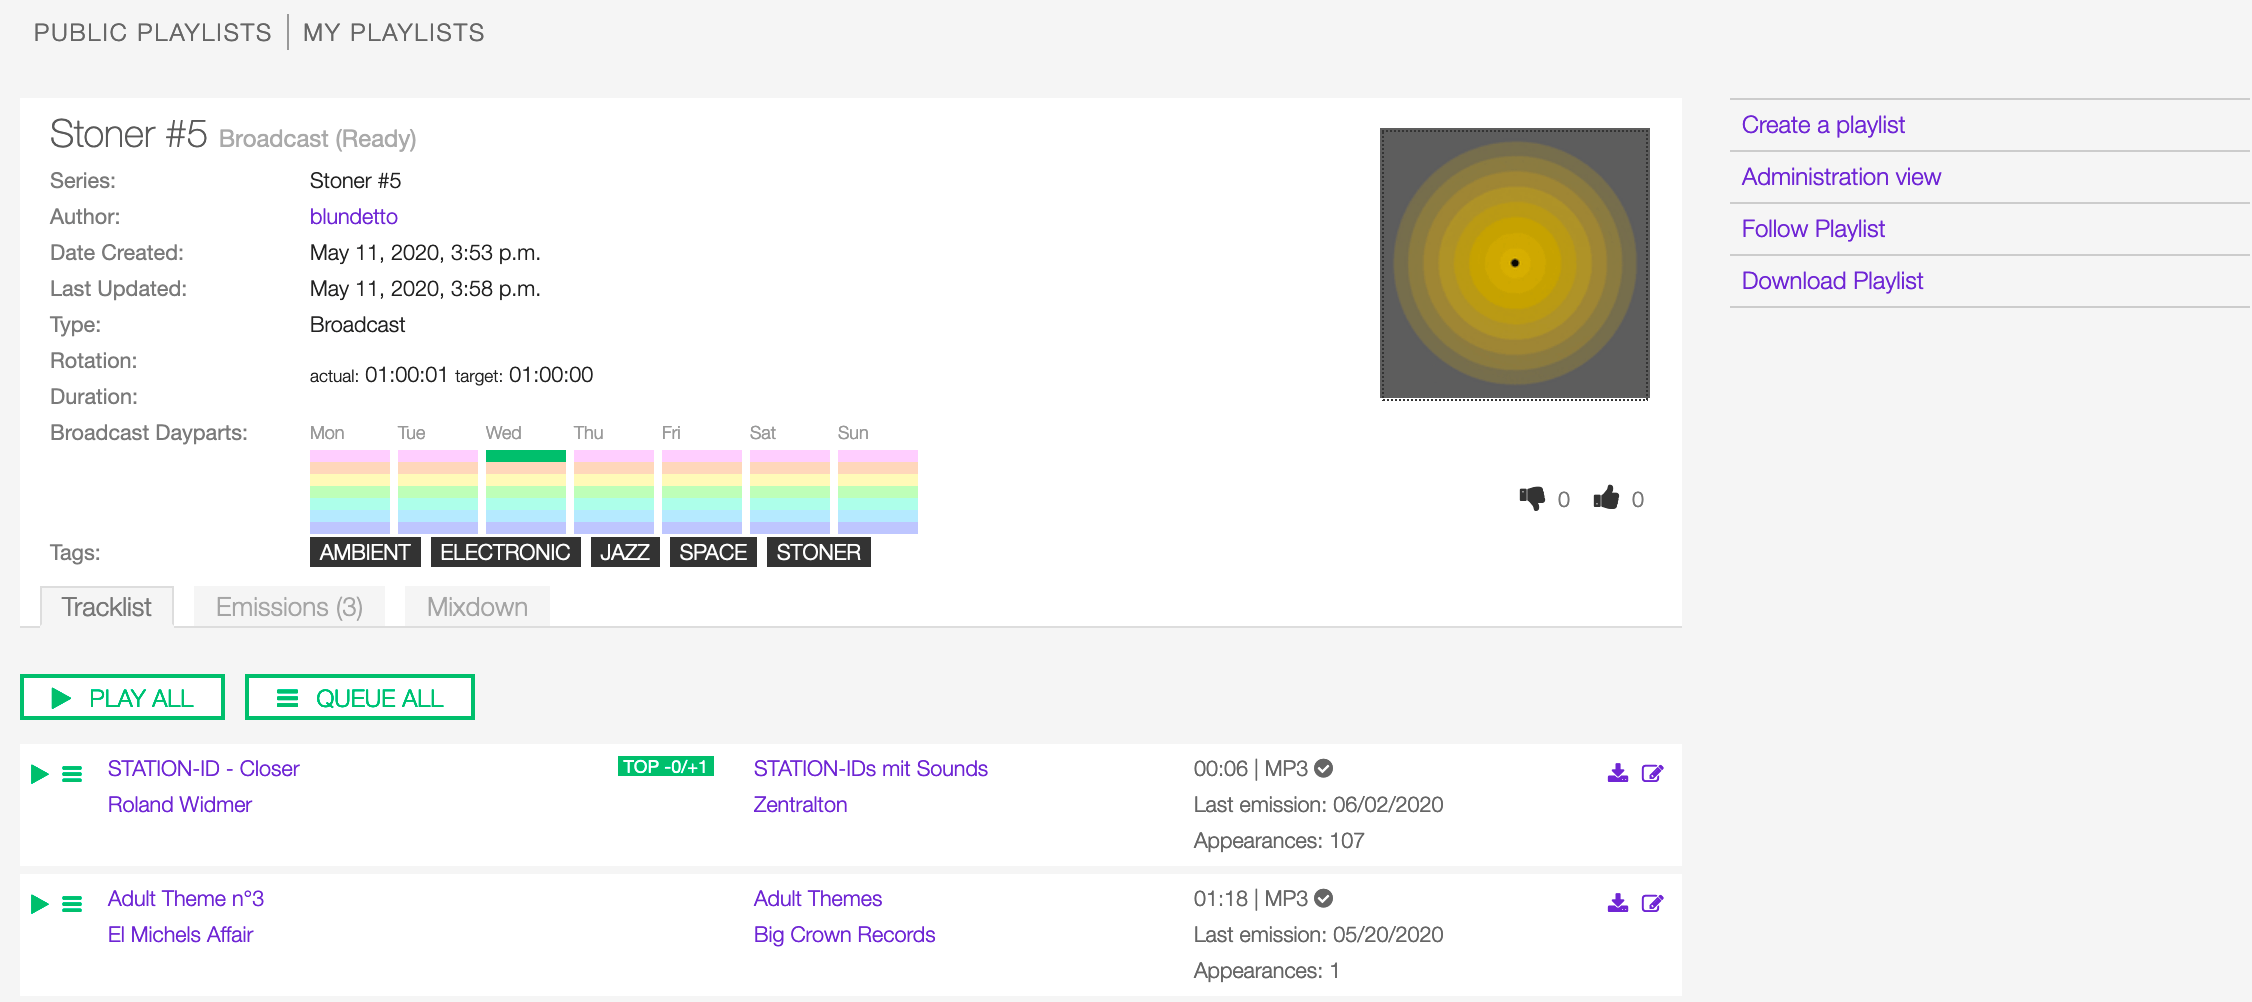 PUBLIC PLAYLISTS | MY PLAYLISTS
Stoner #5 Broadcast (Ready)
Series: Stoner #5
Author: blundetto
Date Created: May 11, 2020, 3:53 p.m.
Last Updated: May 11, 2020, 3:58 p.m.
Type: Broadcast
Rotation:
actual: 01:00:01 target: 01:00:00
Duration:
Broadcast Dayparts: Mon Tue Wed Thu Fri Sat Sun
0 0
Tags: AMBIENT ELECTRONIC JAZZ SPACE STONER
Tracklist Emissions (3) Mixdown
Create a playlist
Administration view
Follow Playlist
Download Playlist
PLAY ALL QUEUE ALL
STATION-ID - Closer TOP -0/+1 STATION-IDs mit Sounds 00:06 | MP3
Roland Widmer Zentralton Last emission: 06/02/2020
Appearances: 107
Adult Theme n°3 Adult Themes 01:18 | MP3
El Michels Affair Big Crown Records Last emission: 05/20/2020
Appearances: 1